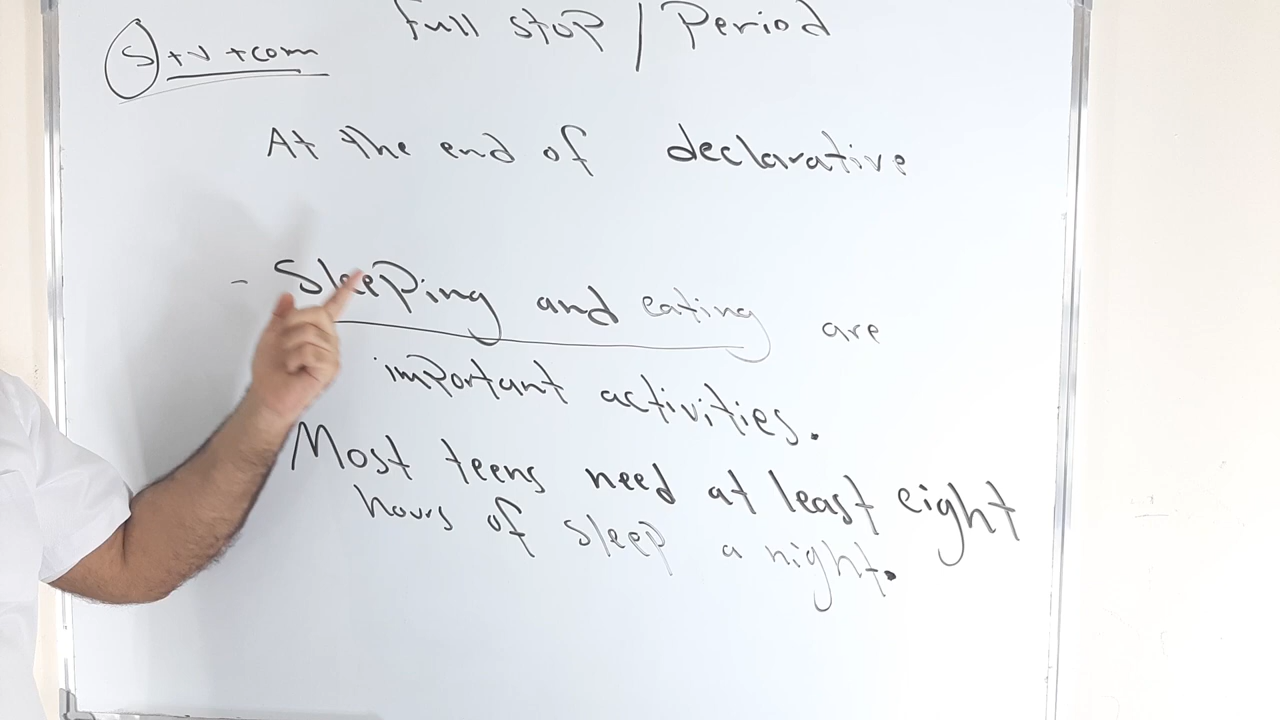 Full stop / Period
S + v + com
At the end of declarative
- Sleeping and eating are
important activities.
Most teens need at least eight
hours of sleep a night.